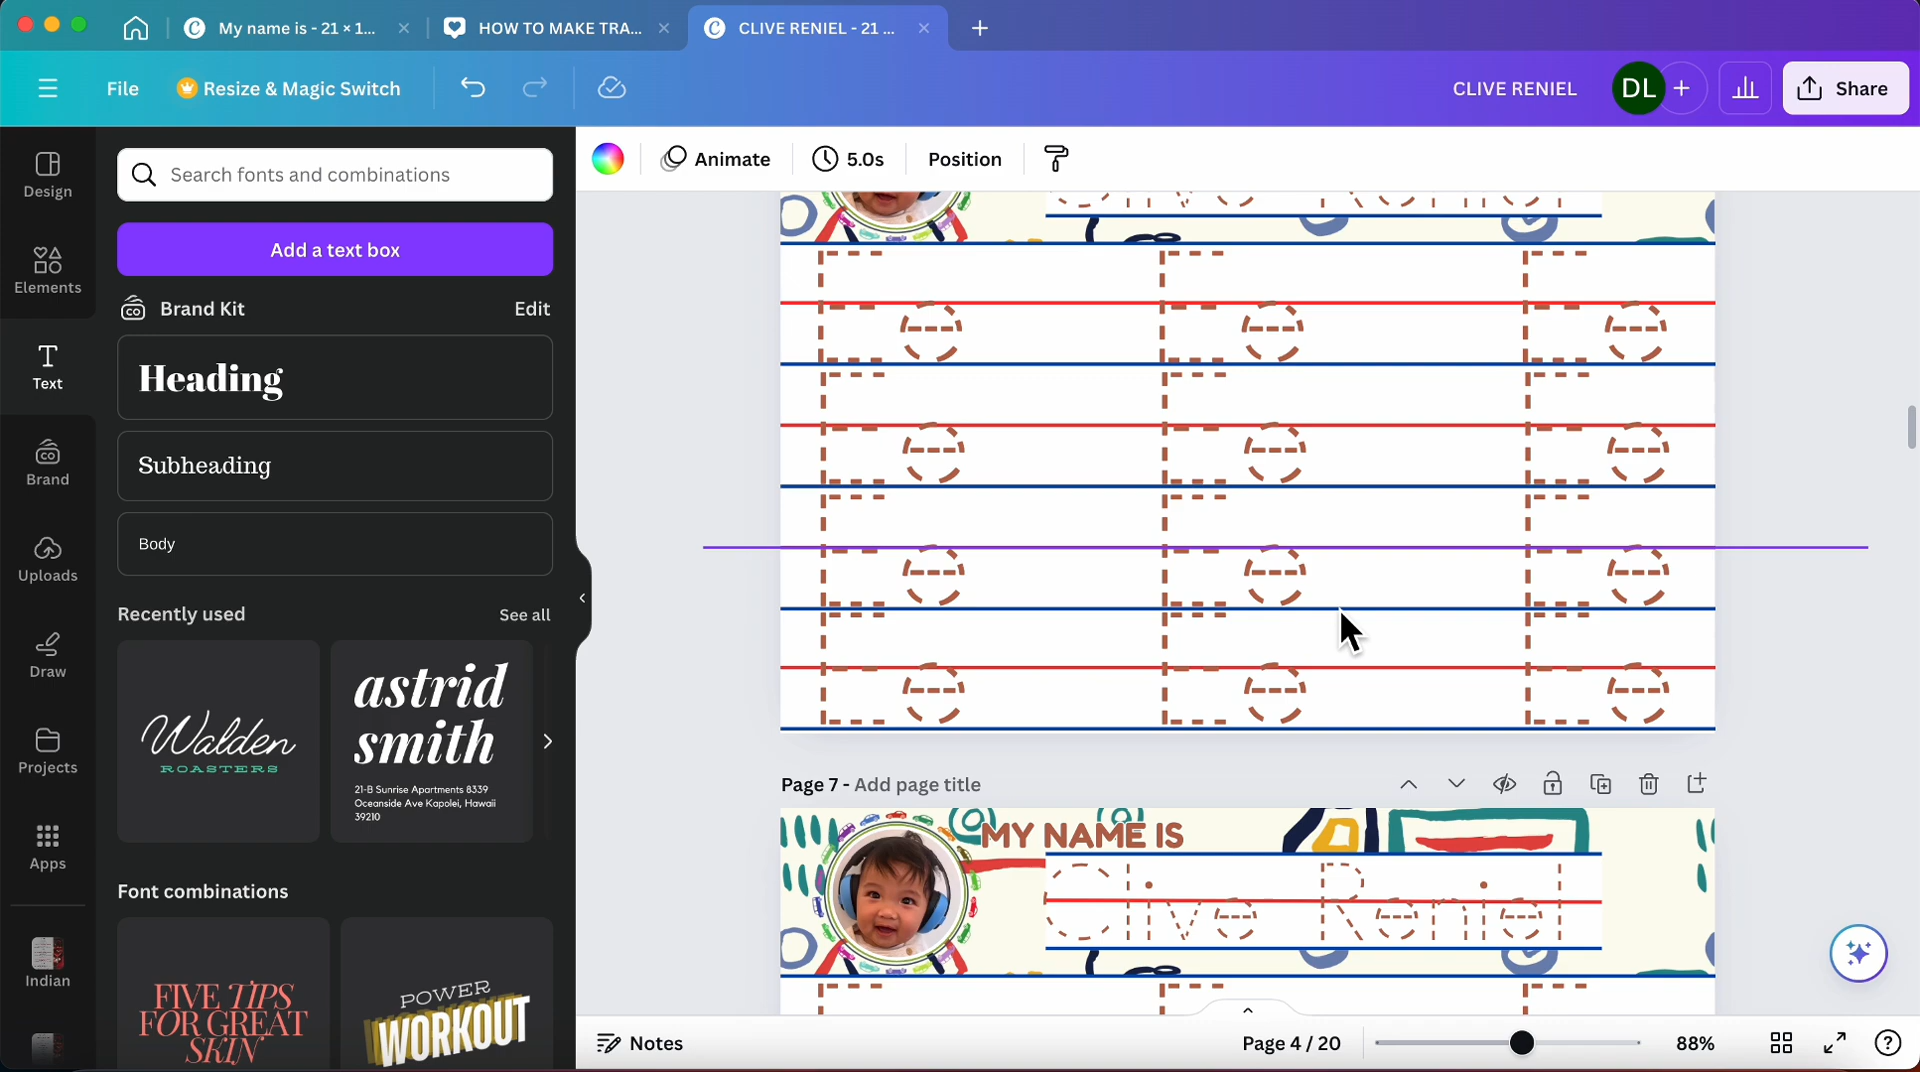 My name is - 21 × 1...
HOW TO MAKE TRA...
CLIVE RENIEL - 21 ...
File
Resize & Magic Switch
CLIVE RENIEL
DL
Share
Design
Elements
Text
Brand
Uploads
Draw
Projects
Apps
Indian
Search fonts and combinations
Add a text box
Brand Kit
Edit
Heading
Subheading
Body
Recently used
See all
Walden
ROASTERS
astrid
smith
21-B Sunrise Apartments 8339
Oceanside Ave Kapolei, Hawaii
39210
Font combinations
FIVE TIPS
FOR GREAT
SKIN
POWER
WORKOUT
Animate
5.0s
Position
E e E e E e
E e E e E e
E e E e E e
E e E e E e
Page 7 - Add page title
MY NAME IS
Clive Reniel
Notes
Page 4 / 20
88%